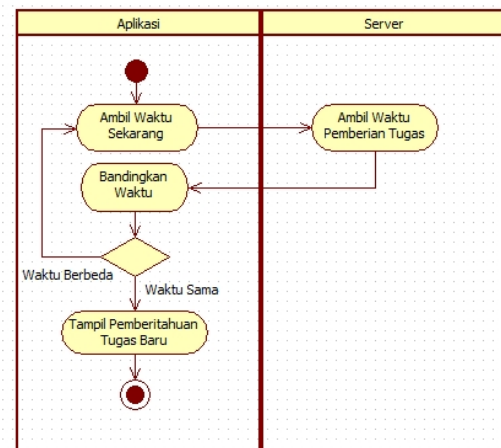 Aplikasi
Server
Ambil Waktu
Sekarang
Ambil Waktu
Pemberian Tugas
Bandingkan
Waktu
Waktu Berbeda
Waktu Sama
Tampil Pemberitahuan
Tugas Baru